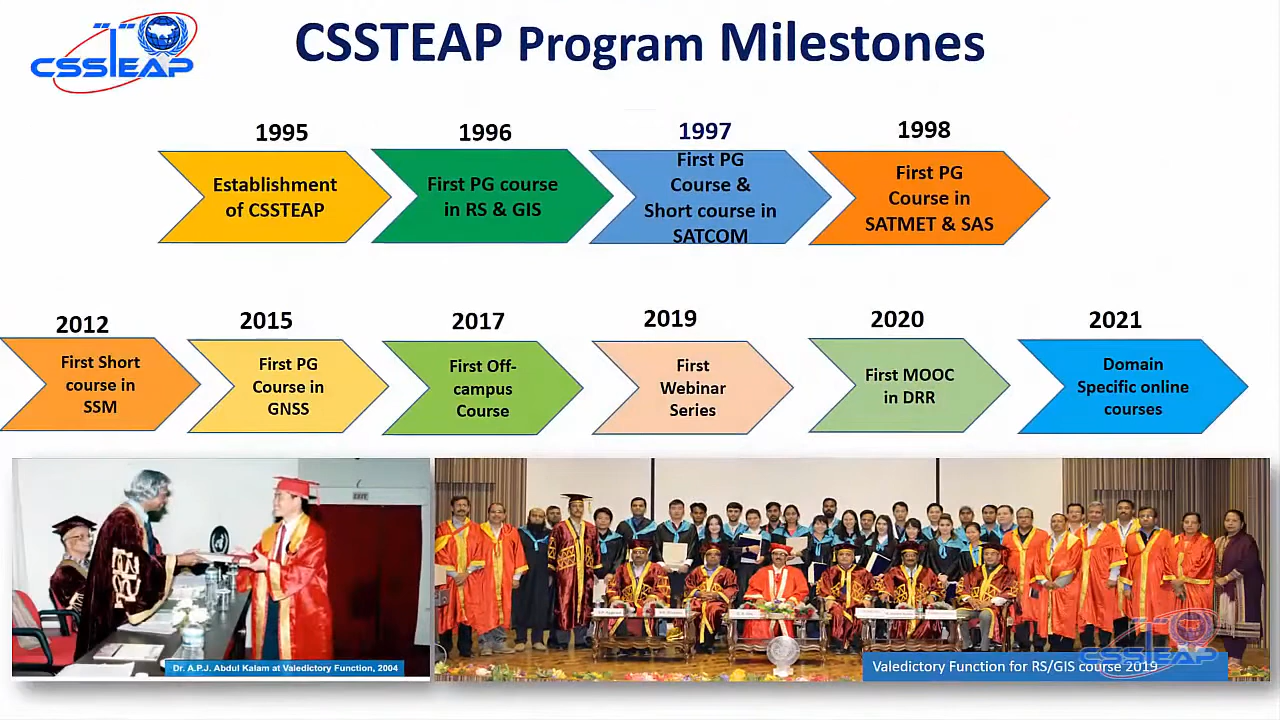 CSSTEAP
CSSTEAP Program Milestones
1995
Establishment
of CSSTEAP
1996
First PG course
in RS & GIS
1997
First PG
Course &
Short course in
SATCOM
1998
First PG
Course in
SATMET & SAS
2012
First Short
course in
SSM
2015
First PG
Course in
GNSS
2017
First Off-
campus
Course
2019
First
Webinar
Series
2020
First MOOC
in DRR
2021
Domain
Specific online
courses
EXIT
Dr. A.P.J. Abdul Kalam at Valedictory Function, 2004
Valedictory Function for RS/GIS course 2019
CSSTEAP